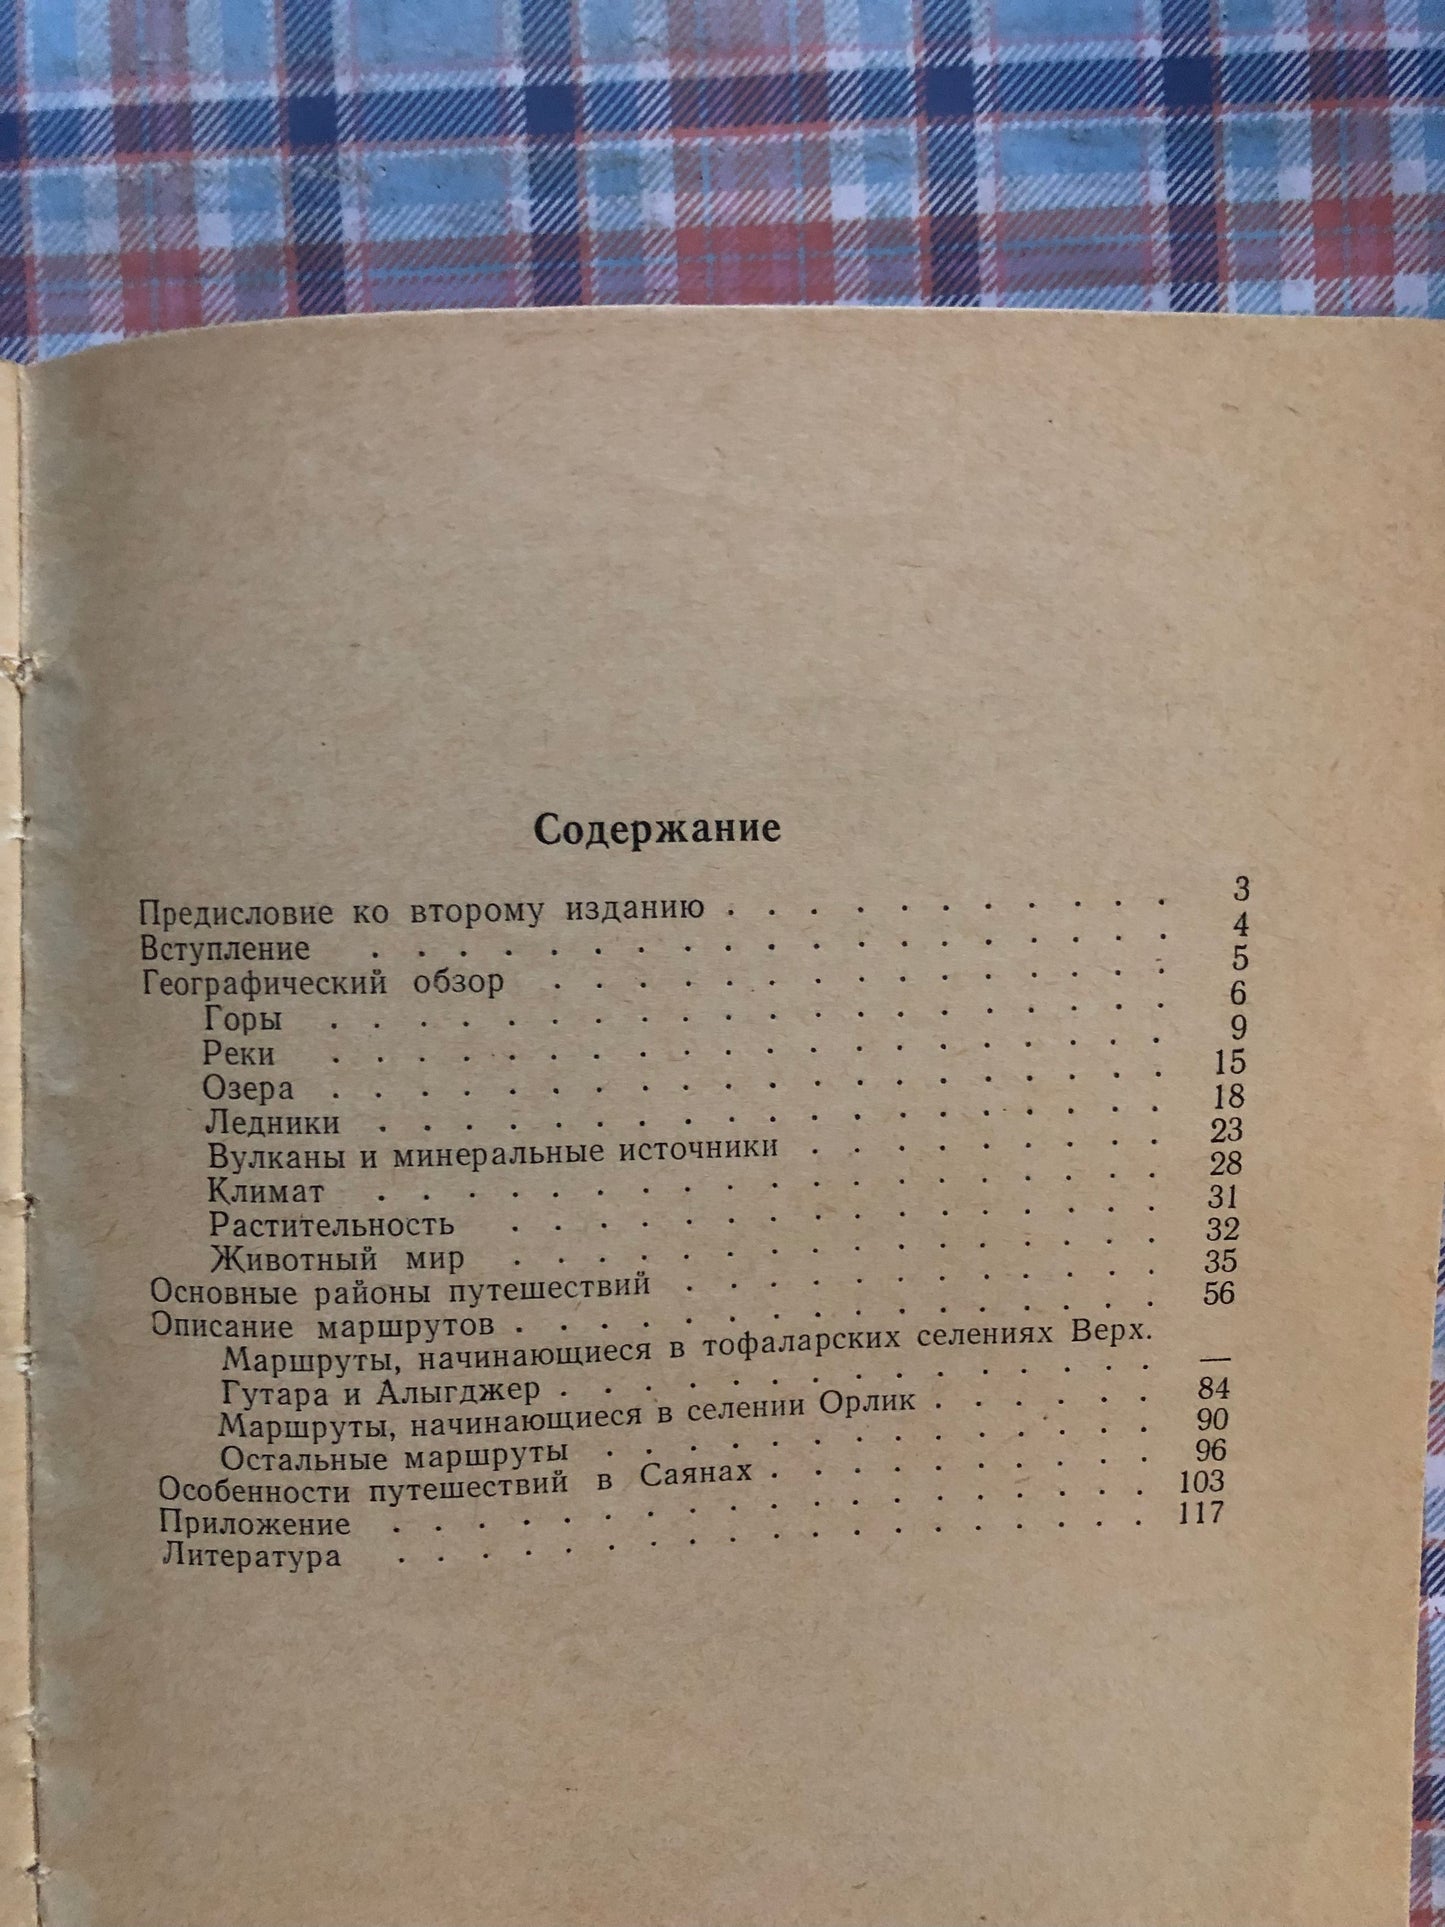 Содержание
Предисловие ко второму изданию . . . . . . . . . . . 3
Вступление . . . . . . . . . . . . . . . . . . . 4
Географический обзор . . . . . . . . . . . . . . . 5
Горы . . . . . . . . . . . . . . . . . . . . 6
Реки . . . . . . . . . . . . . . . . . . . . 9
Озера . . . . . . . . . . . . . . . . . . . . 15
Ледники . . . . . . . . . . . . . . . . . . . 18
Вулканы и минеральные источники . . . . . . . . . 23
Климат . . . . . . . . . . . . . . . . . . . 28
Растительность . . . . . . . . . . . . . . . . 31
Животный мир . . . . . . . . . . . . . . . 32
Основные районы путешествий . . . . . . . . . . . 35
Описание маршрутов . . . . . . . . . . . . . . . 56
Маршруты, начинающиеся в тофаларских селениях Верх.
Гутара и Алыгджер . . . . . . . . . . . . . . —
Маршруты, начинающиеся в селении Орлик . . . . . . 84
Остальные маршруты . . . . . . . . . . . . . 90
Особенности путешествий в Саянах . . . . . . . . . 96
Приложение . . . . . . . . . . . . . . . . . . 103
Литература . . . . . . . . . . . . . . . . . . 117